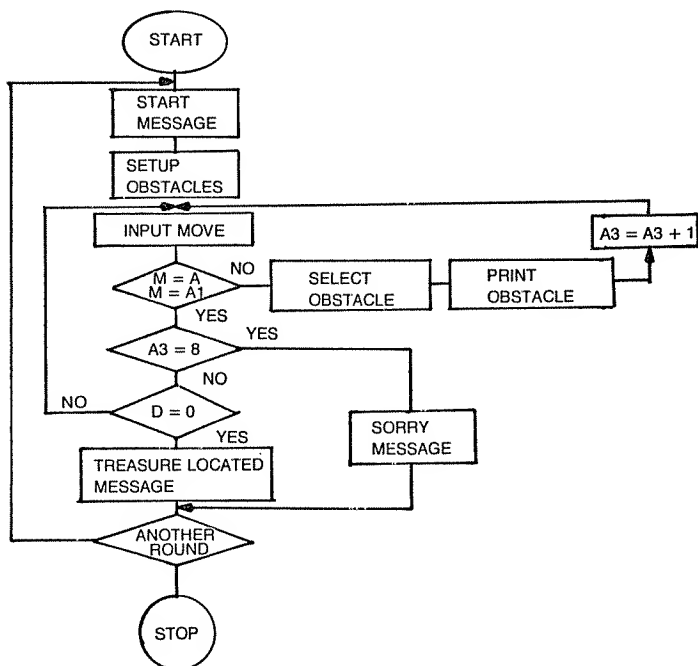 START
START
MESSAGE
SETUP
OBSTACLES
INPUT MOVE
A3 = A3 + 1
M = A
M = A1
NO
SELECT
OBSTACLE
PRINT
OBSTACLE
YES
A3 = 8
YES
NO
D = 0
NO
YES
SORRY
MESSAGE
TREASURE LOCATED
MESSAGE
ANOTHER
ROUND
STOP